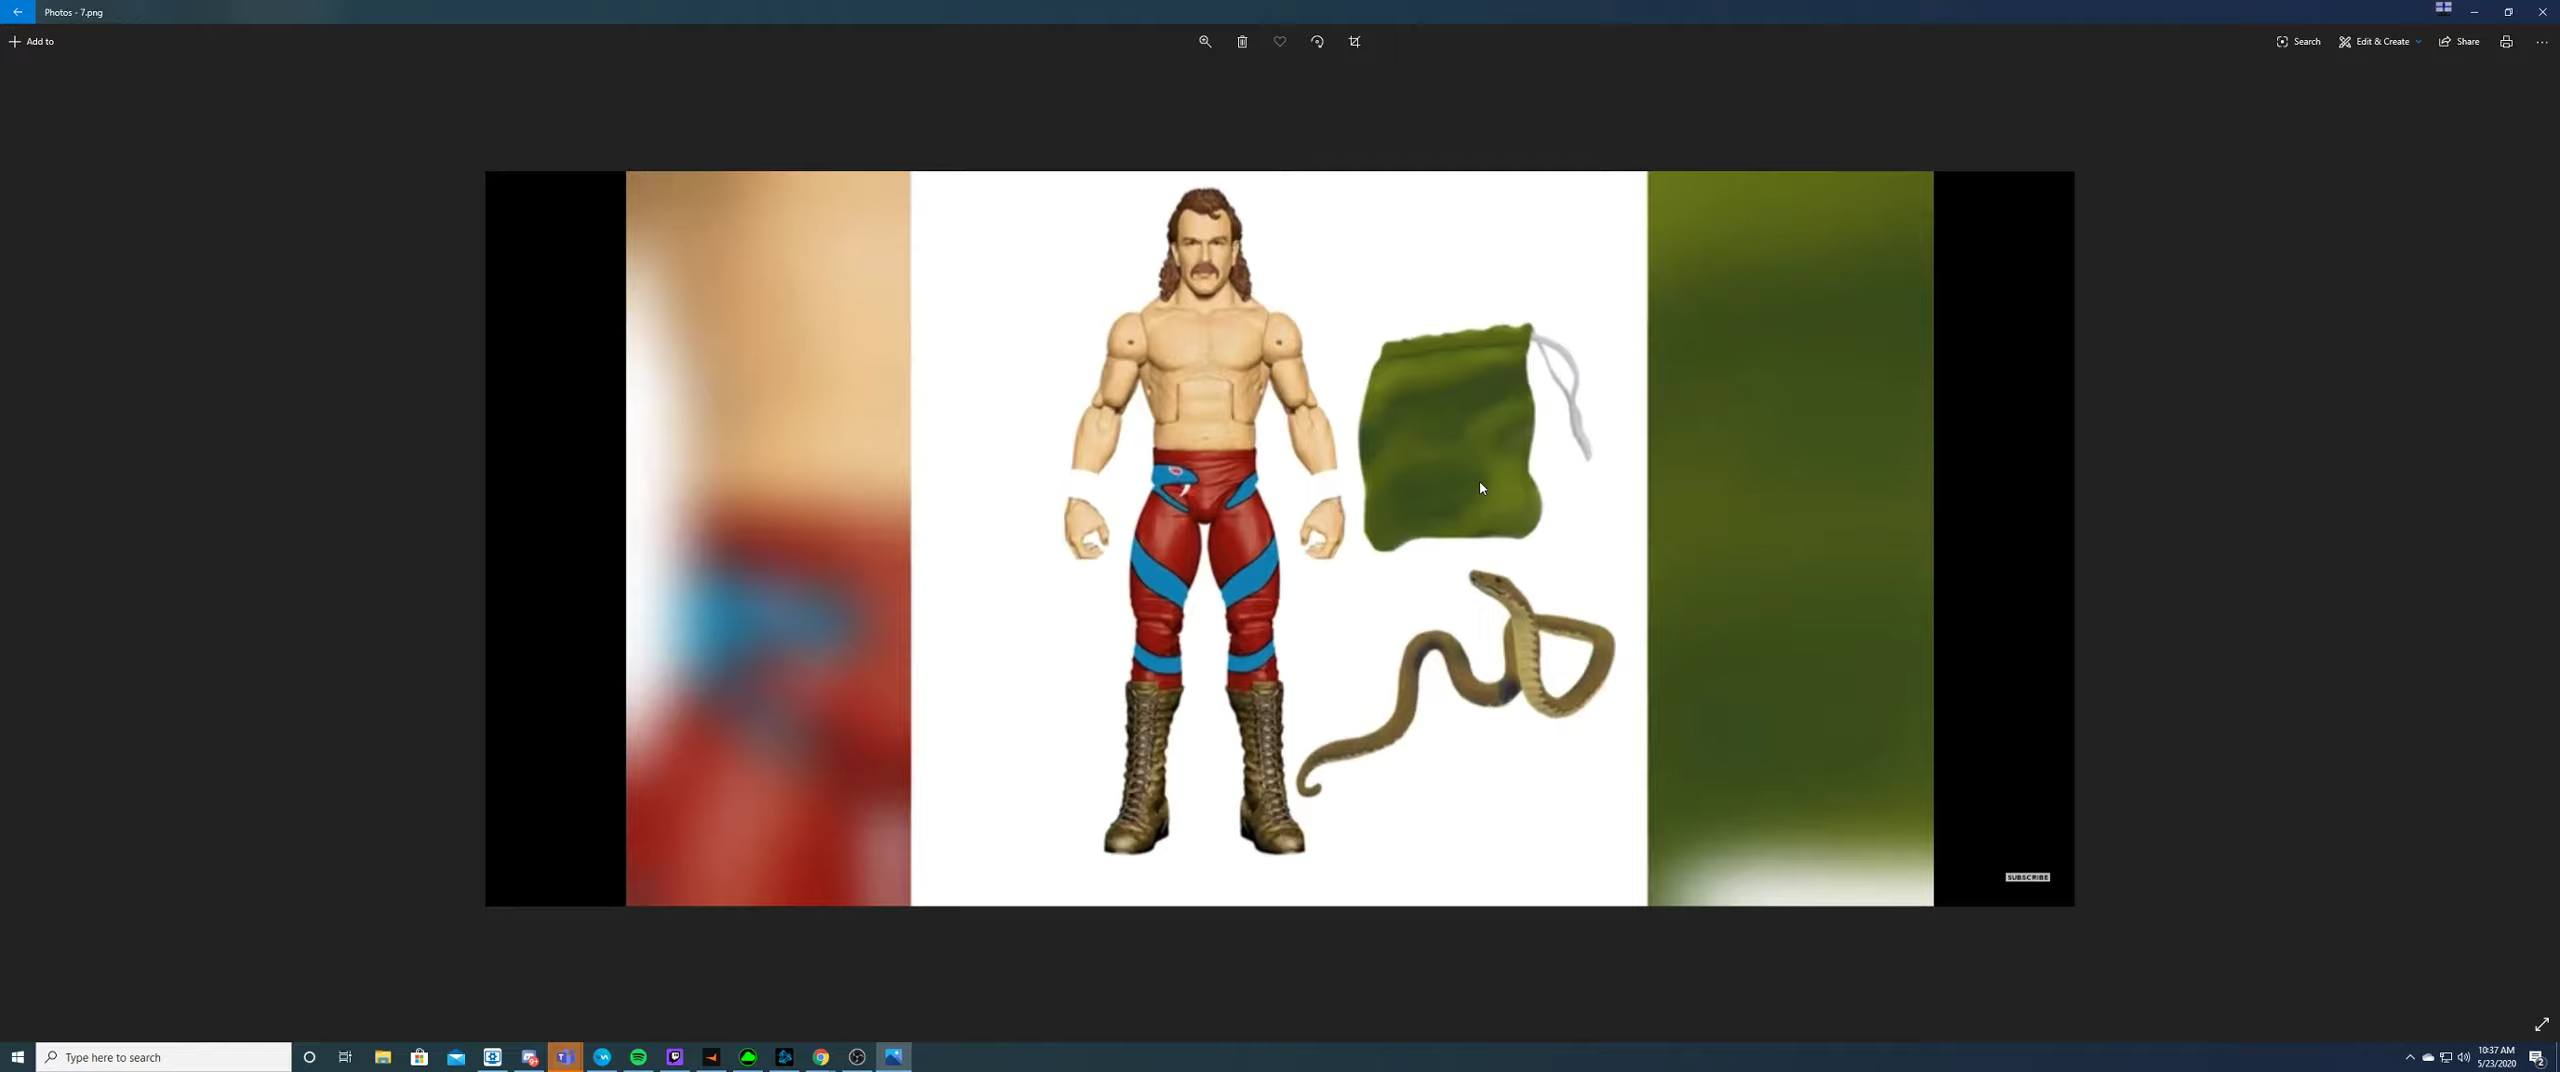 Photos - 7.png
Add to
Search
Edit & Create
Share
SUBSCRIBE
Type here to search
10:37 AM
5/23/2020